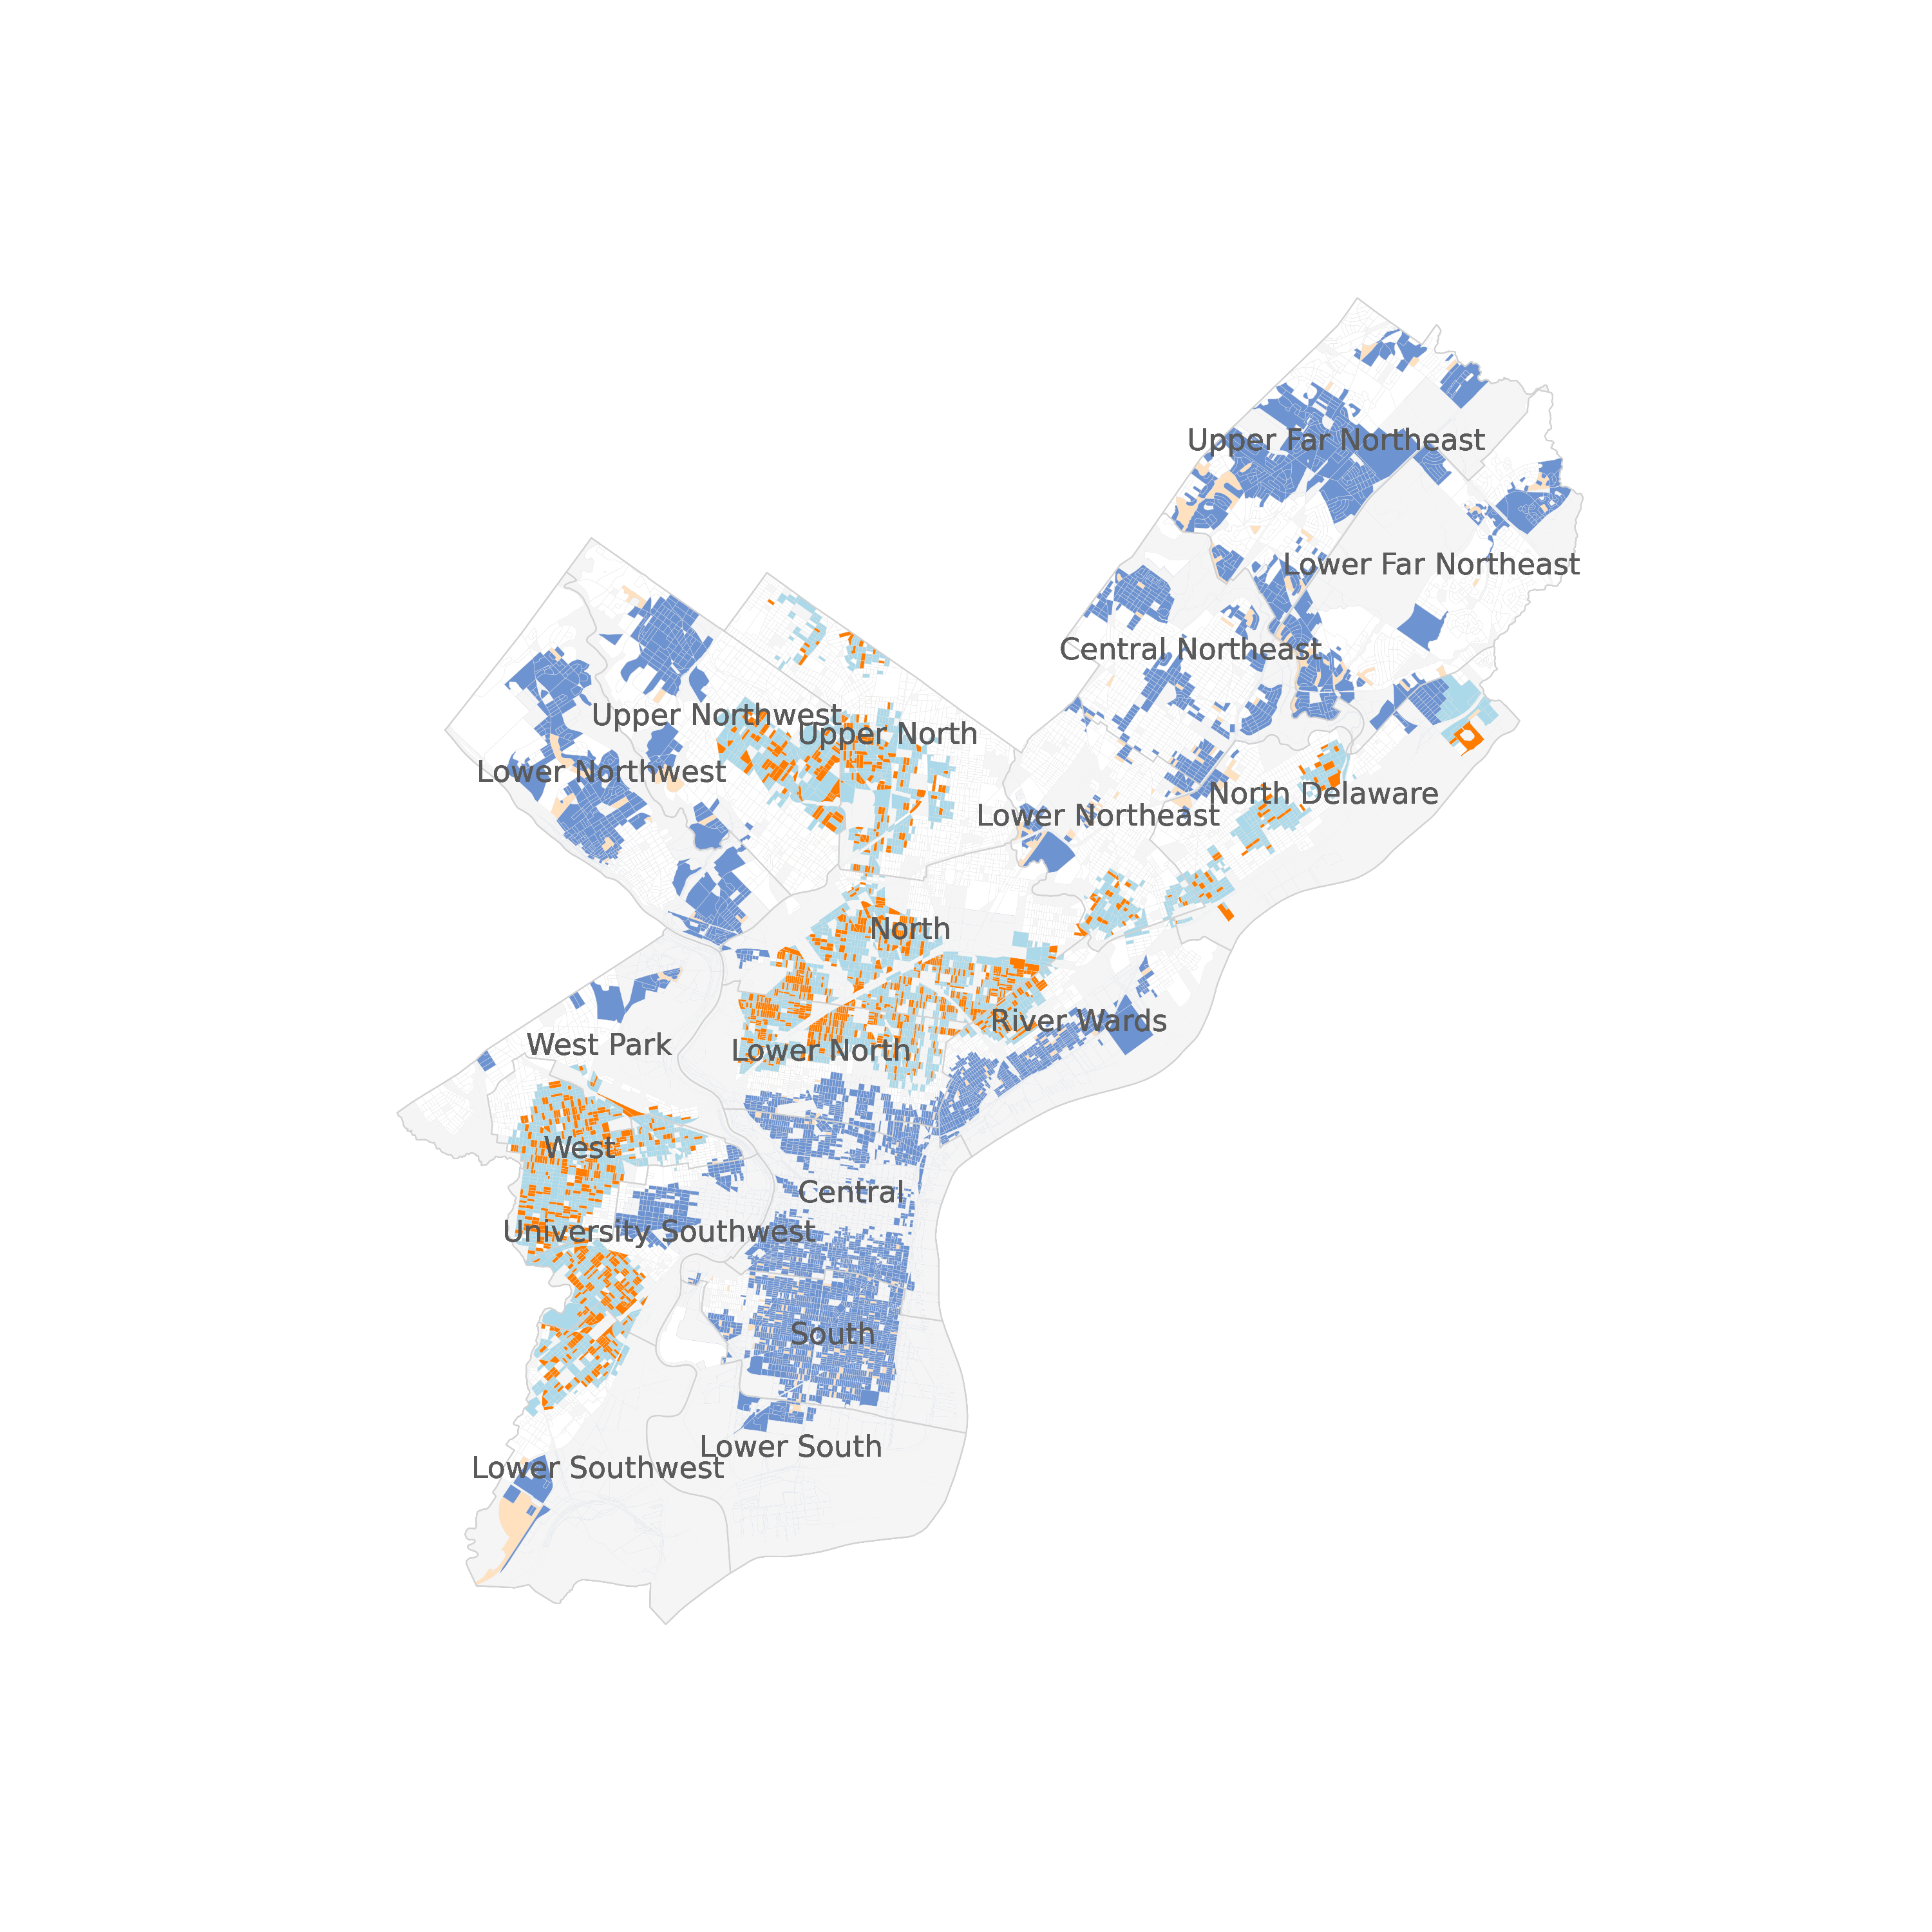 Upper Far Northeast
Lower Far Northeast
Central Northeast
Upper Northwest
Upper North
Lower Northwest
North Delaware
Lower Northeast
North
River Wards
West Park
Lower North
West
Central
University Southwest
South
Lower South
Lower Southwest